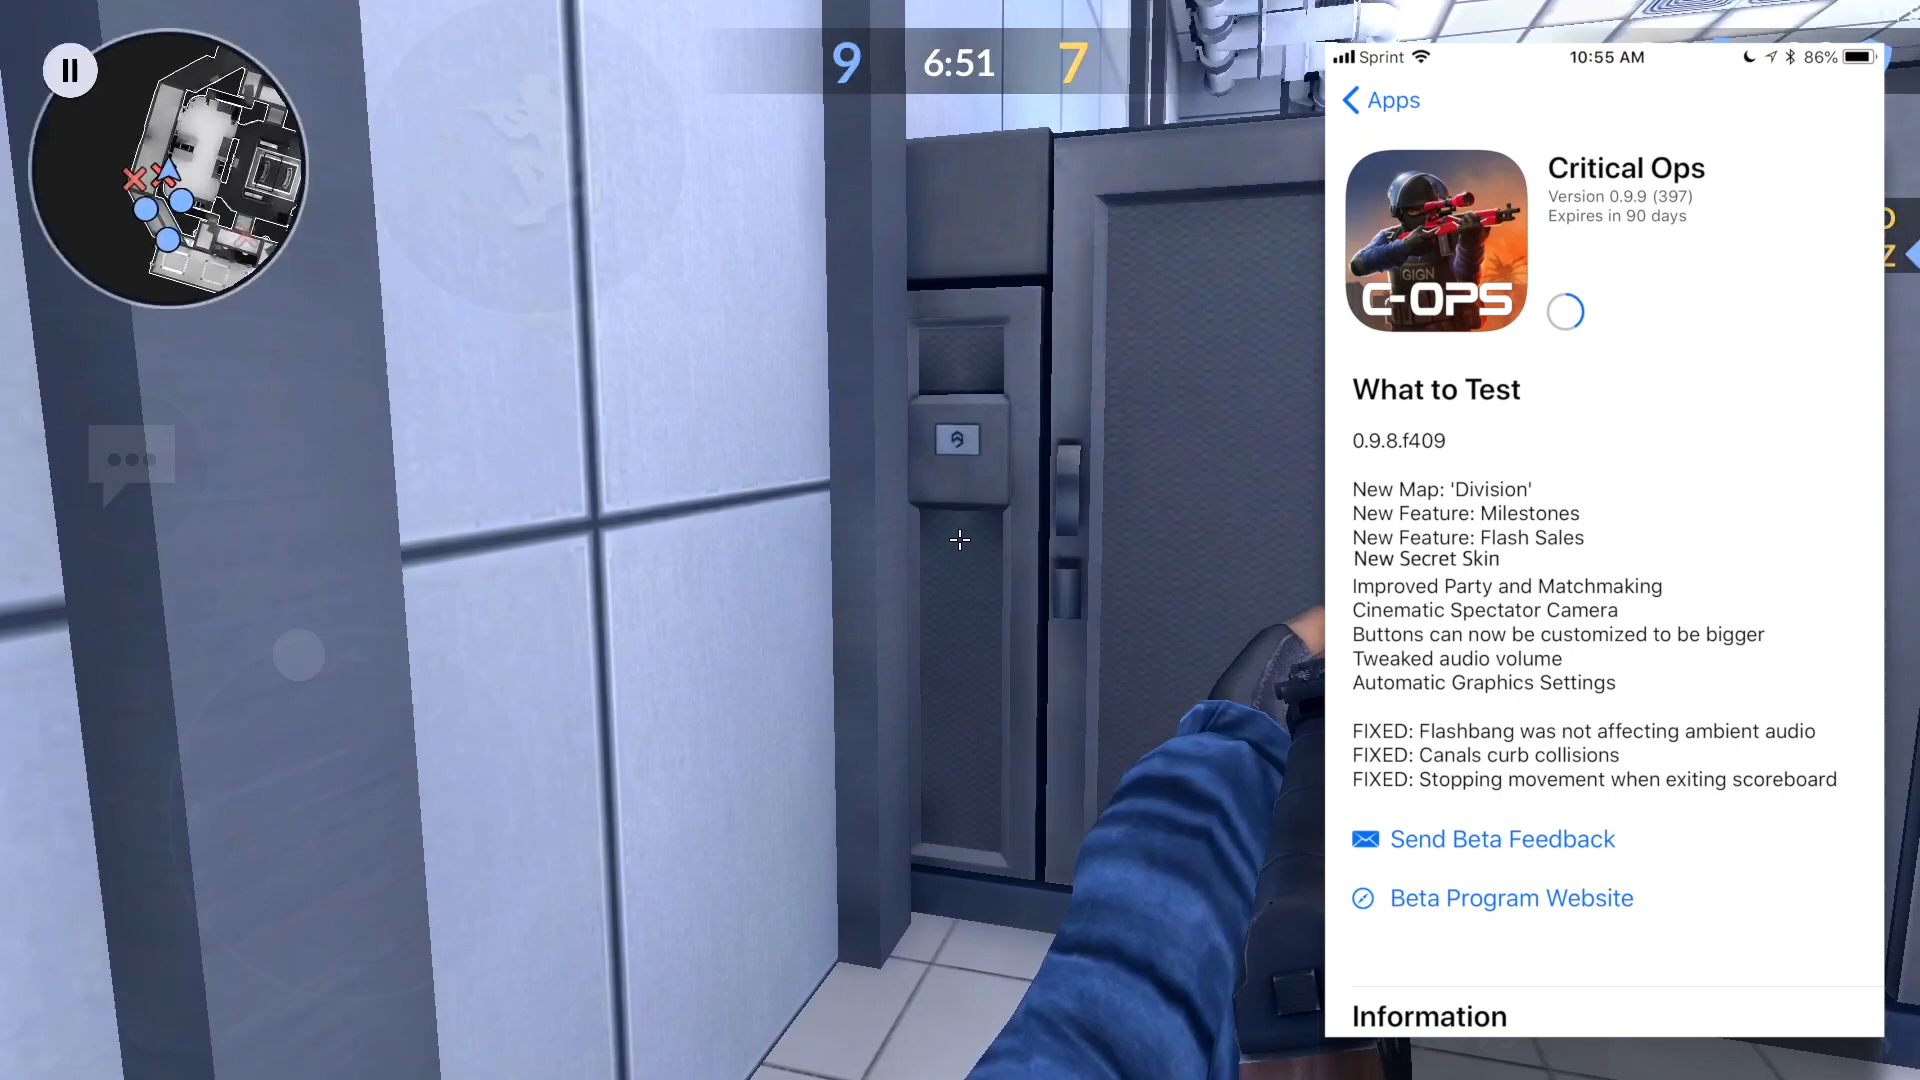 9 6:51 7
Sprint 10:55 AM 86%
Apps
Critical Ops
Version 0.9.9 (397)
Expires in 90 days
GIGN
C-OPS
What to Test
0.9.8.f409
New Map: 'Division'
New Feature: Milestones
New Feature: Flash Sales
New Secret Skin
Improved Party and Matchmaking
Cinematic Spectator Camera
Buttons can now be customized to be bigger
Tweaked audio volume
Automatic Graphics Settings
FIXED: Flashbang was not affecting ambient audio
FIXED: Canals curb collisions
FIXED: Stopping movement when exiting scoreboard
Send Beta Feedback
Beta Program Website
Information